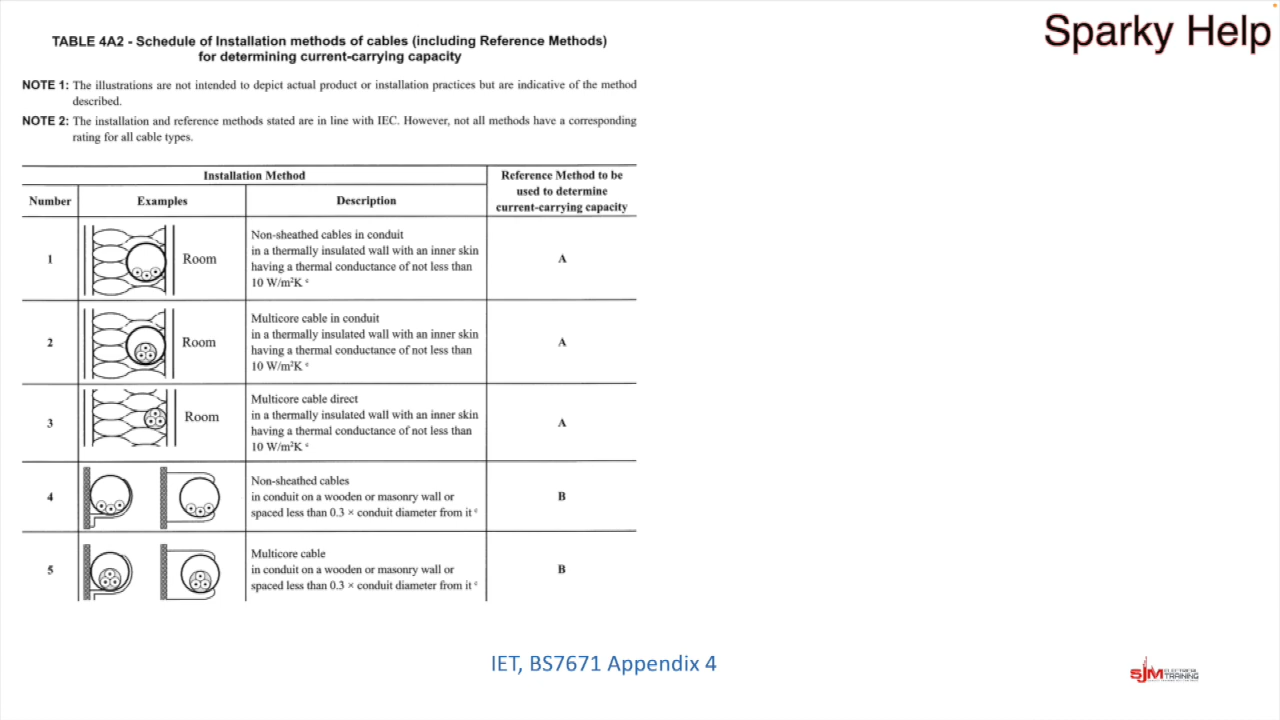 Sparky Help
TABLE 4A2 - Schedule of Installation methods of cables (including Reference Methods)
for determining current-carrying capacity
NOTE 1: The illustrations are not intended to depict actual product or installation practices but are indicative of the method
described.
NOTE 2: The installation and reference methods stated are in line with IEC. However, not all methods have a corresponding
rating for all cable types.
Installation Method
Reference Method to be
used to determine
current-carrying capacity
Number Examples Description
1
Room
Non-sheathed cables in conduit
in a thermally insulated wall with an inner skin
having a thermal conductance of not less than
10 W/m²K ᶜ
A
2
Room
Multicore cable in conduit
in a thermally insulated wall with an inner skin
having a thermal conductance of not less than
10 W/m²K ᶜ
A
3
Room
Multicore cable direct
in a thermally insulated wall with an inner skin
having a thermal conductance of not less than
10 W/m²K ᶜ
A
4
Non-sheathed cables
in conduit on a wooden or masonry wall or
spaced less than 0.3 × conduit diameter from it ᶜ
B
5
Multicore cable
in conduit on a wooden or masonry wall or
spaced less than 0.3 × conduit diameter from it ᶜ
B
IET, BS7671 Appendix 4
SJM ELECTRICAL
TRAINING